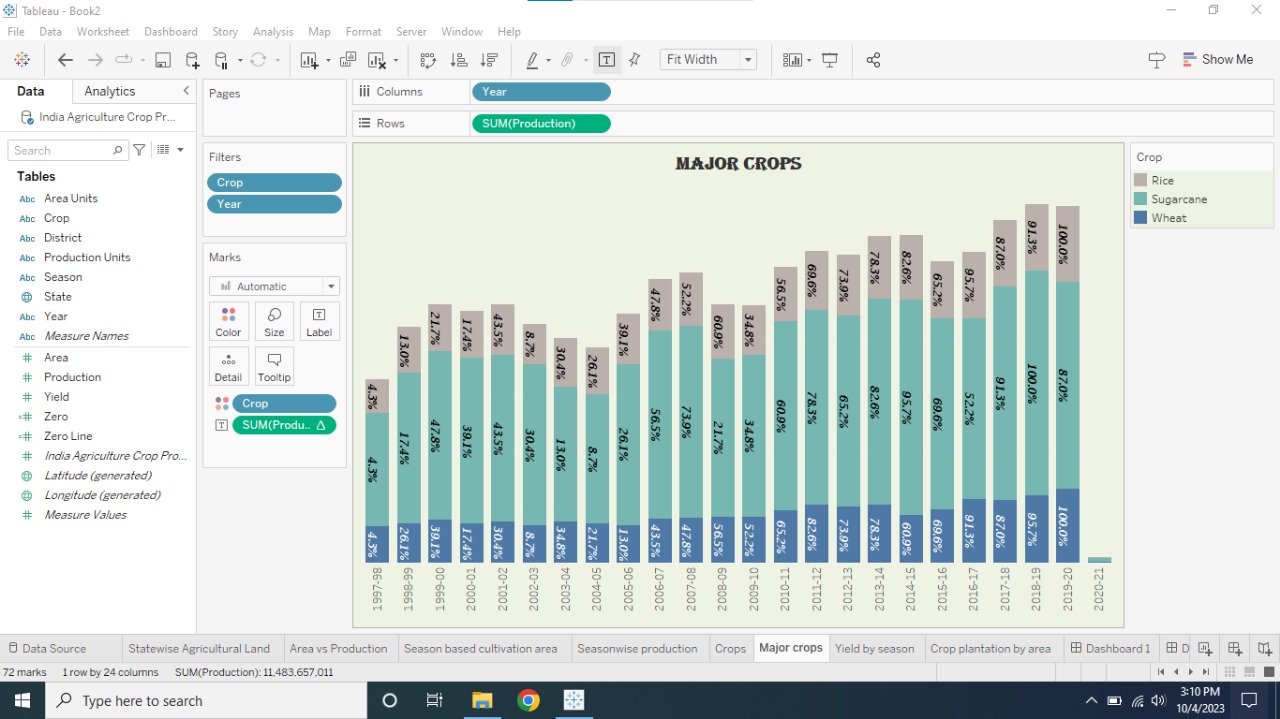 Tableau - Book2
File Data Worksheet Dashboard Story Analysis Map Format Server Window Help
Fit Width
Show Me
Data Analytics
India Agriculture Crop Pr...
Search
Tables
Abc Area Units
Abc Crop
Abc District
Abc Production Units
Abc Season
State
Abc Year
Abc Measure Names
# Area
# Production
# Yield
=# Zero
=# Zero Line
# India Agriculture Crop Pro...
Latitude (generated)
Longitude (generated)
# Measure Values
Pages
Filters
Crop
Year
Marks
Automatic
Color Size Label
Detail Tooltip
Crop
SUM(Produ.. Δ
Columns Year
Rows SUM(Production)
MAJOR CROPS
4.3% 13.0% 21.7% 17.4% 43.5% 8.7% 30.4% 26.1% 39.1% 47.8% 52.2% 60.9% 34.8% 56.5% 69.6% 73.9% 78.3% 82.6% 65.2% 95.7% 87.0% 91.3% 100.0%
4.3% 17.4% 47.8% 39.1% 43.5% 30.4% 13.0% 8.7% 26.1% 56.5% 73.9% 21.7% 34.8% 60.9% 78.3% 65.2% 82.6% 95.7% 69.6% 52.2% 91.3% 100.0% 87.0%
4.3% 26.1% 39.1% 17.4% 30.4% 8.7% 34.8% 21.7% 13.0% 43.5% 47.8% 56.5% 52.2% 65.2% 82.6% 73.9% 78.3% 60.9% 69.6% 91.3% 87.0% 95.7% 100.0%
1997-98 1998-99 1999-00 2000-01 2001-02 2002-03 2003-04 2004-05 2005-06 2006-07 2007-08 2008-09 2009-10 2010-11 2011-12 2012-13 2013-14 2014-15 2015-16 2016-17 2017-18 2018-19 2019-20 2020-21
Crop
Rice
Sugarcane
Wheat
Data Source Statewise Agricultural Land Area vs Production Season based cultivation area Seasonwise production Crops Major crops Yield by season Crop plantation by area Dashboard 1 D
72 marks 1 row by 24 columns SUM(Production): 11,483,657,011
Type here to search
3:10 PM
10/4/2023